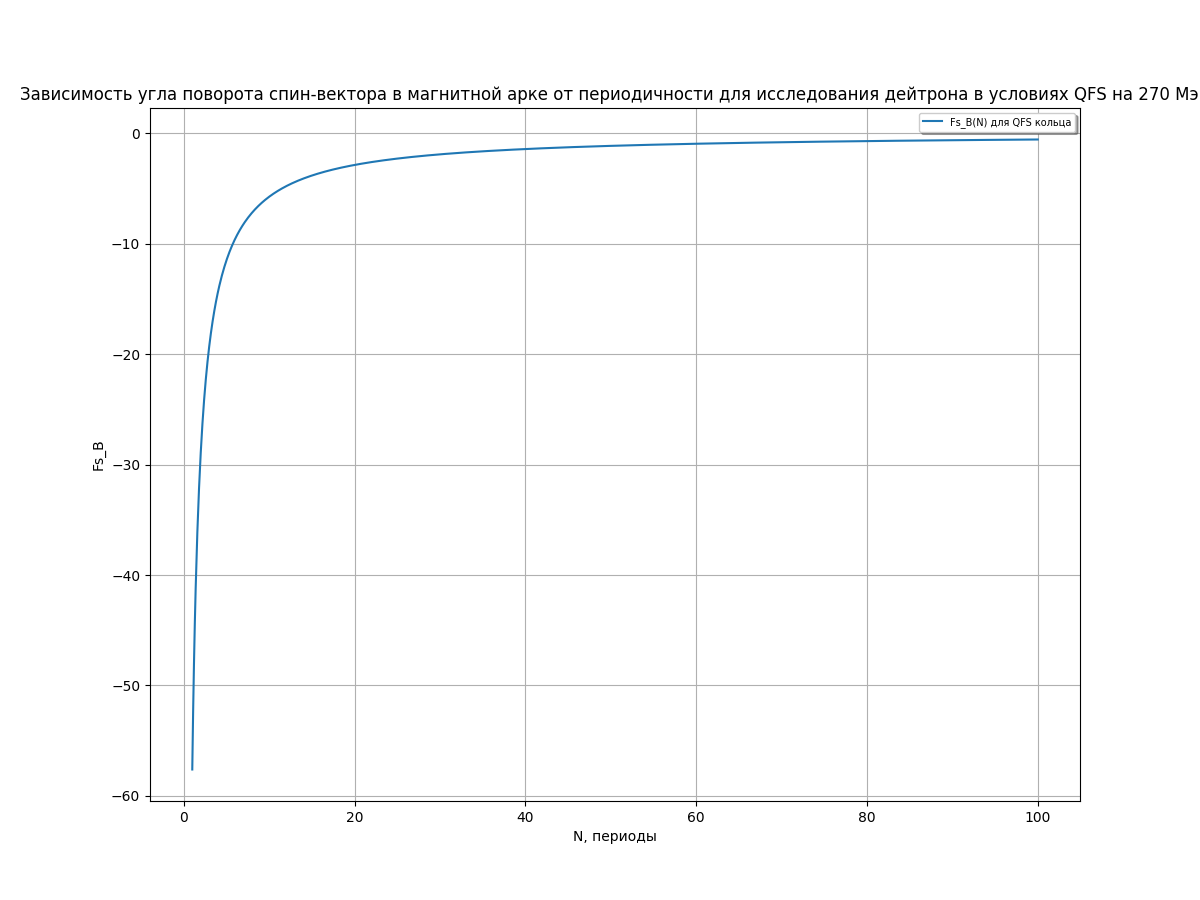 Зависимость угла поворота спин-вектора в магнитной арке от периодичности для исследования дейтрона в условиях QFS на 270 Мэ
Fs_B(N) для QFS кольца
0
−10
−20
−30
−40
−50
−60
Fs_B
0 20 40 60 80 100
N, периоды